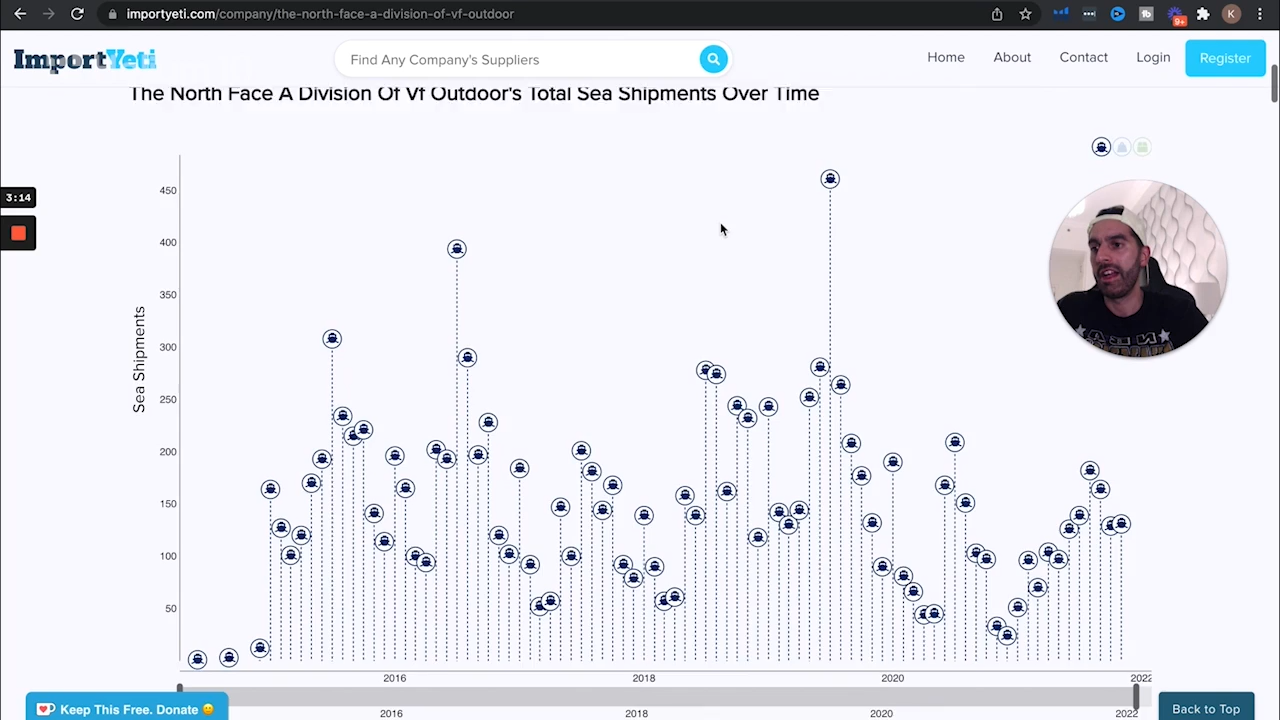 importyeti.com/company/the-north-face-a-division-of-vf-outdoor
9+
K
ImportYeti
Find Any Company's Suppliers
Home
About
Contact
Login
Register
The North Face A Division Of Vf Outdoor's Total Sea Shipments Over Time
3:14
Sea Shipments
450
400
350
300
250
200
150
100
50
2016
2018
2020
2022
2016
2018
2020
2022
Keep This Free. Donate
Back to Top